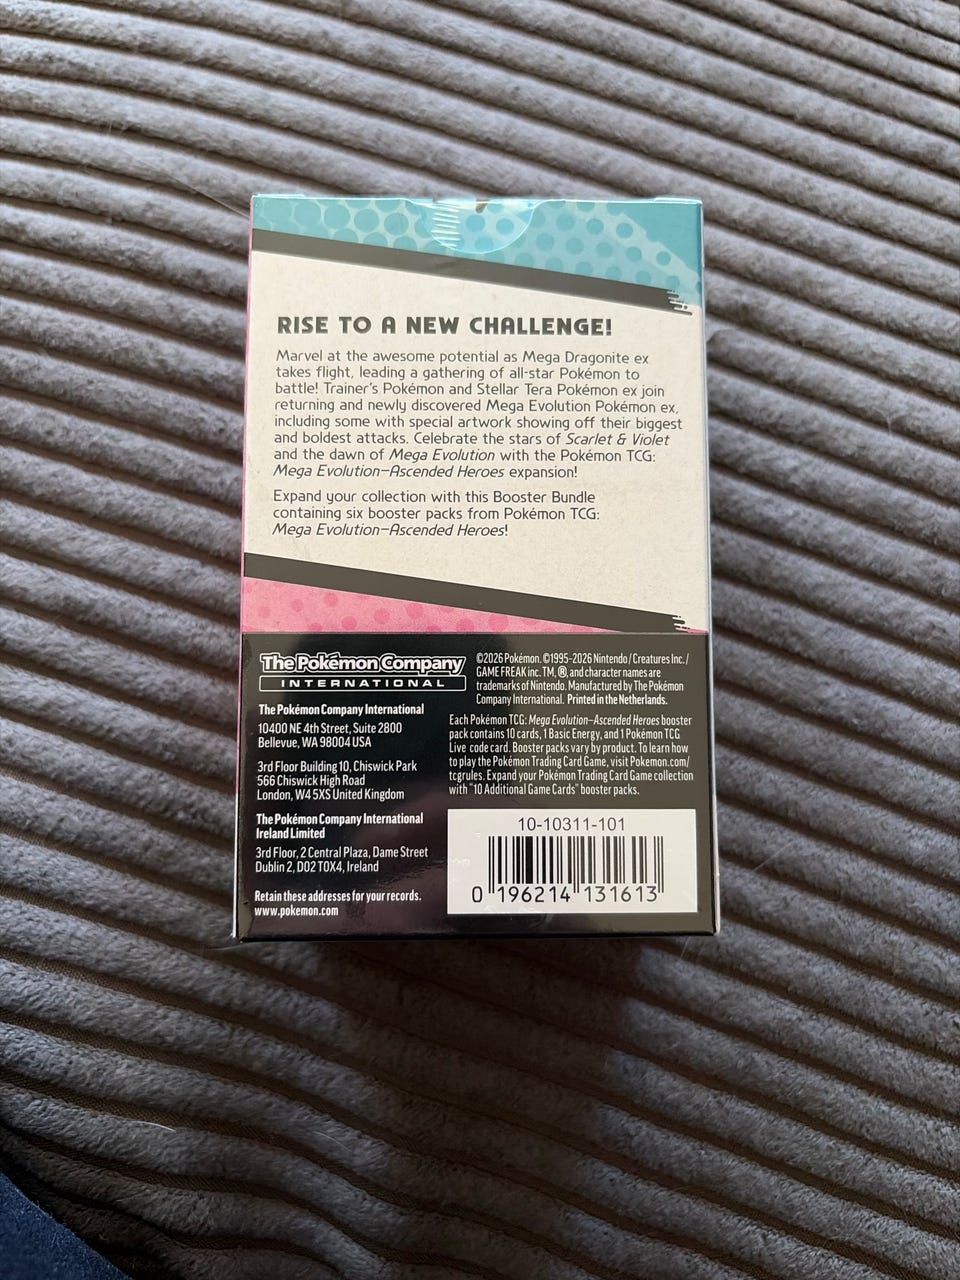 RISE TO A NEW CHALLENGE!
Marvel at the awesome potential as Mega Dragonite ex
takes flight, leading a gathering of all-star Pokémon to
battle! Trainer's Pokémon and Stellar Tera Pokémon ex join
returning and newly discovered Mega Evolution Pokémon ex,
including some with special artwork showing off their biggest
and boldest attacks. Celebrate the stars of Scarlet & Violet
and the dawn of Mega Evolution with the Pokémon TCG:
Mega Evolution—Ascended Heroes expansion!
Expand your collection with this Booster Bundle
containing six booster packs from Pokémon TCG:
Mega Evolution—Ascended Heroes!
The Pokémon Company
INTERNATIONAL
The Pokémon Company International
10400 NE 4th Street, Suite 2800
Bellevue, WA 98004 USA
3rd Floor Building 10, Chiswick Park
566 Chiswick High Road
London, W4 5XS United Kingdom
The Pokémon Company International
Ireland Limited
3rd Floor, 2 Central Plaza, Dame Street
Dublin 2, D02 T0X4, Ireland
Retain these addresses for your records.
www.pokemon.com
©2026 Pokémon. ©1995–2026 Nintendo / Creatures Inc. /
GAME FREAK inc. TM, ®, and character names are
trademarks of Nintendo. Manufactured by The Pokémon
Company International. Printed in the Netherlands.
Each Pokémon TCG: Mega Evolution—Ascended Heroes booster
pack contains 10 cards, 1 Basic Energy, and 1 Pokémon TCG
Live code card. Booster packs vary by product. To learn how
to play the Pokémon Trading Card Game, visit Pokemon.com/
tcgrules. Expand your Pokémon Trading Card Game collection
with "10 Additional Game Cards" booster packs.
10-10311-101
0 196214 131613